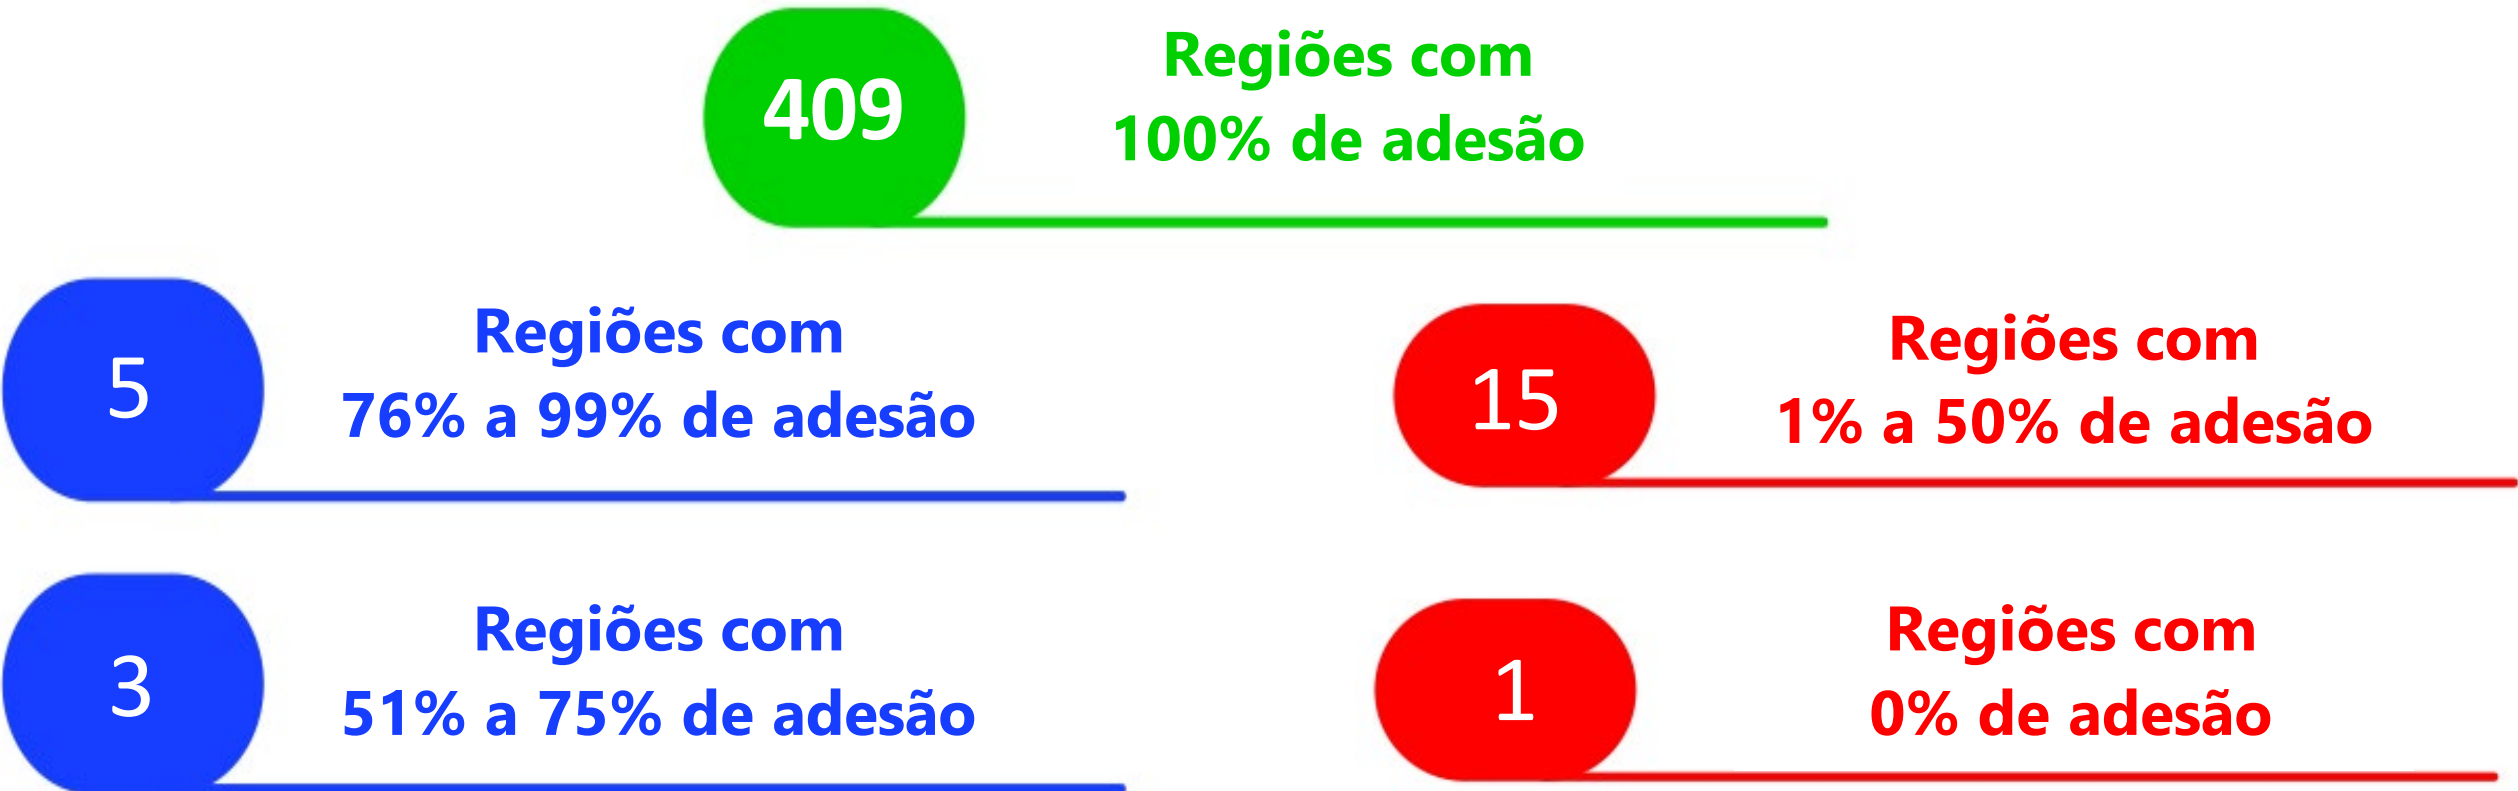 409
Regiões com
100% de adesão
5
Regiões com
76% a 99% de adesão
15
Regiões com
1% a 50% de adesão
3
Regiões com
51% a 75% de adesão
1
Regiões com
0% de adesão